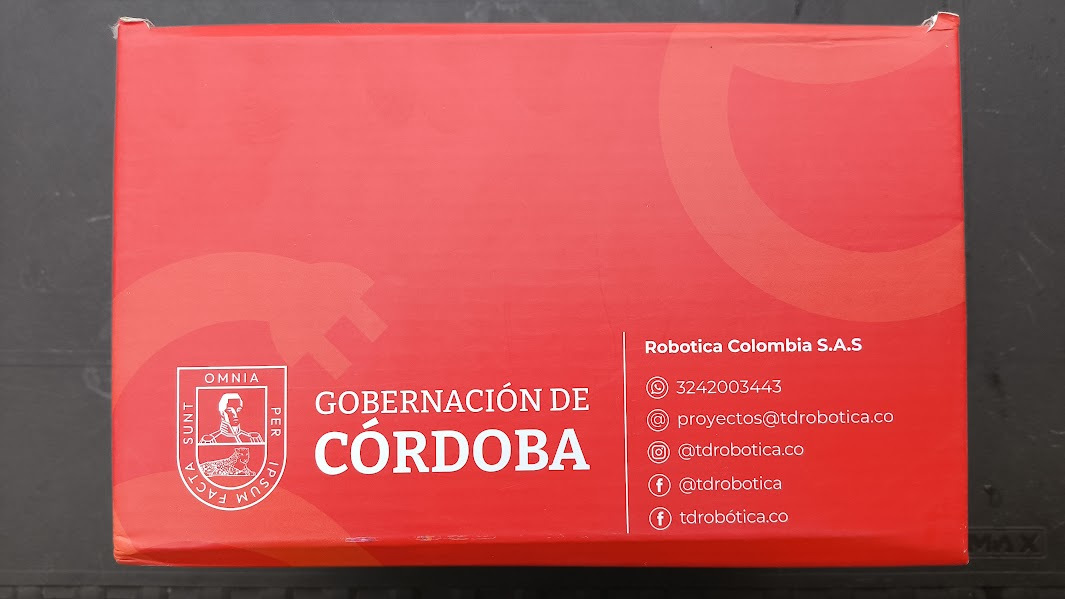 OMNIA
PER
IPSUM FACTA
SUNT
GOBERNACIÓN DE
CÓRDOBA
Robotica Colombia S.A.S
3242003443
proyectos@tdrobotica.co
@tdrobotica.co
@tdrobotica
tdrobótica.co
MAX